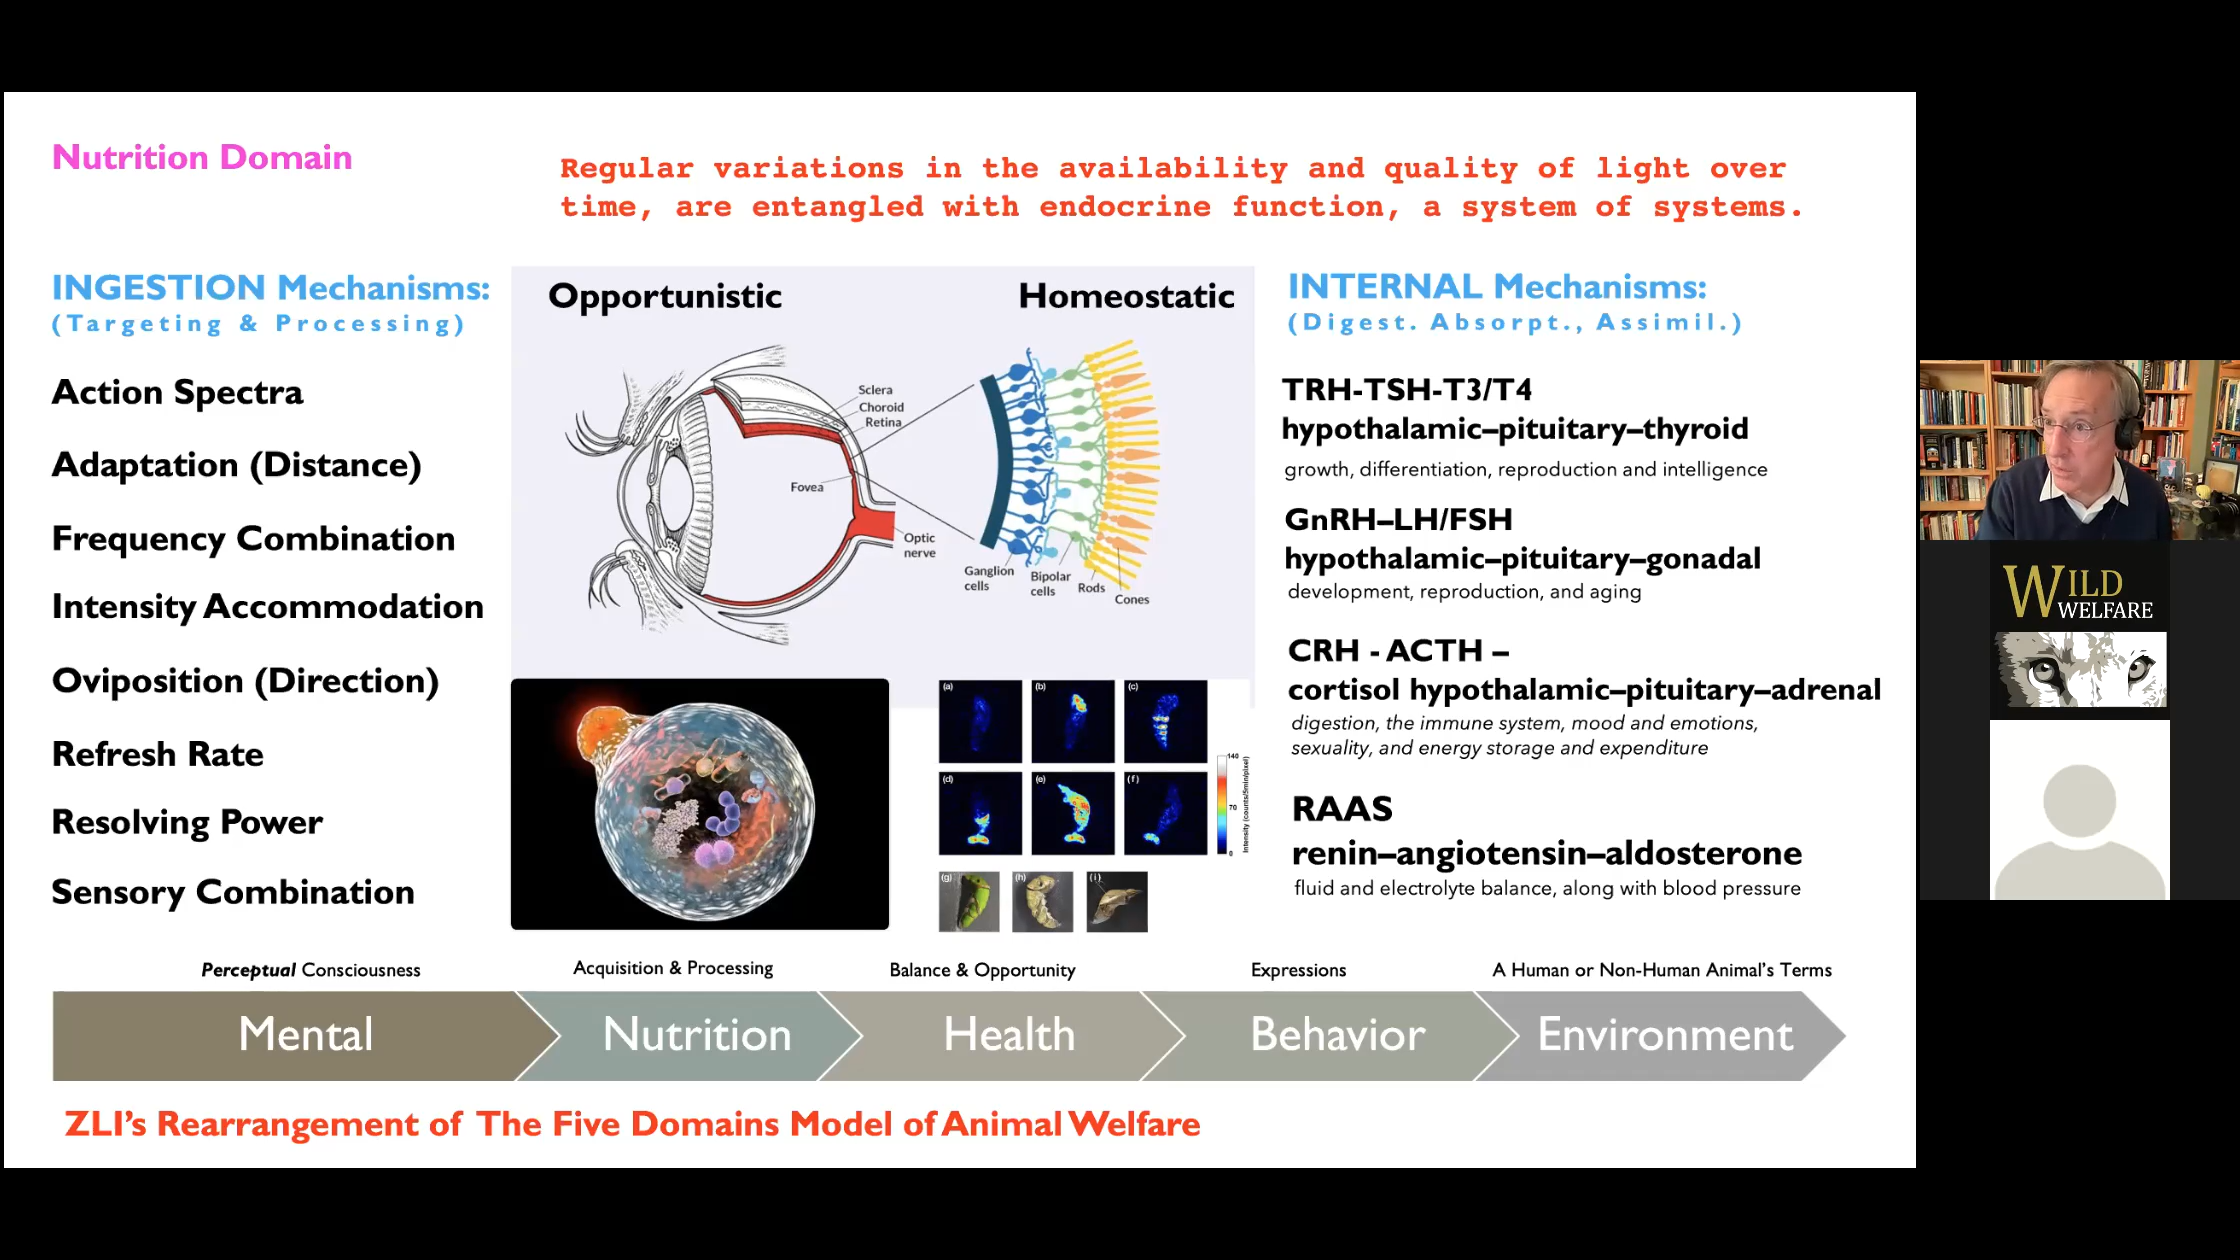 Nutrition Domain
Regular variations in the availability and quality of light over
time, are entangled with endocrine function, a system of systems.
INGESTION Mechanisms:
(Targeting & Processing)
Action Spectra
Adaptation (Distance)
Frequency Combination
Intensity Accommodation
Oviposition (Direction)
Refresh Rate
Resolving Power
Sensory Combination
Opportunistic
Homeostatic
Sclera
Choroid
Retina
Fovea
Optic
nerve
Ganglion
cells
Bipolar
cells
Rods
Cones
(a)
(b)
(c)
(d)
(e)
(f)
140
70
0
Intensity (counts/5min/pixel)
(g)
(h)
(i)
INTERNAL Mechanisms:
(Digest. Absorpt., Assimil.)
TRH-TSH-T3/T4
hypothalamic–pituitary–thyroid
growth, differentiation, reproduction and intelligence
GnRH–LH/FSH
hypothalamic–pituitary–gonadal
development, reproduction, and aging
CRH - ACTH –
cortisol hypothalamic–pituitary–adrenal
digestion, the immune system, mood and emotions,
sexuality, and energy storage and expenditure
RAAS
renin–angiotensin–aldosterone
fluid and electrolyte balance, along with blood pressure
Perceptual Consciousness
Acquisition & Processing
Balance & Opportunity
Expressions
A Human or Non-Human Animal's Terms
Mental
Nutrition
Health
Behavior
Environment
ZLI's Rearrangement of The Five Domains Model of Animal Welfare
WILD
WELFARE